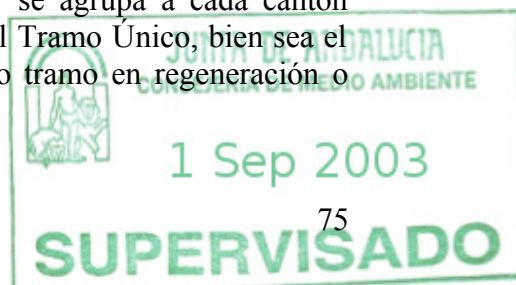 se agrupa a cada cantón
l Tramo Único, bien sea el
JUNTA DE ANDALUCIA
o tramo en regeneración o
CONSEJERIA DE MEDIO AMBIENTE
1 Sep 2003
75
SUPERVISADO